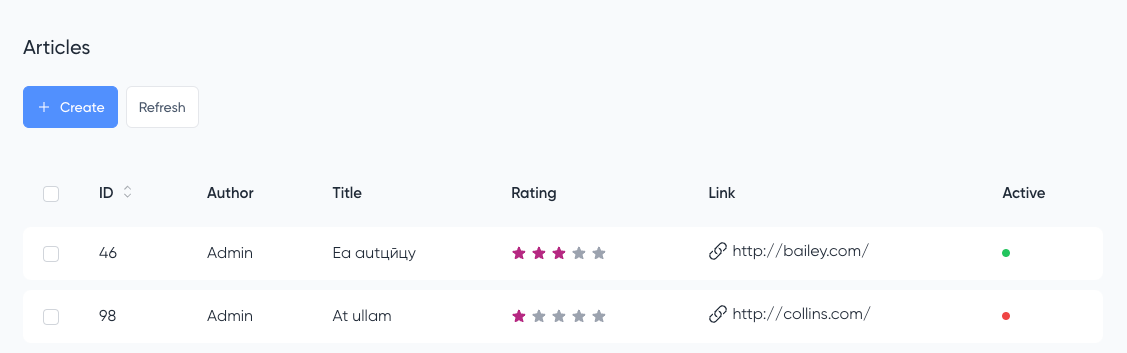 Articles
Create Refresh
ID Author Title Rating Link Active
46 Admin Ea autцйцу http://bailey.com/
98 Admin At ullam http://collins.com/